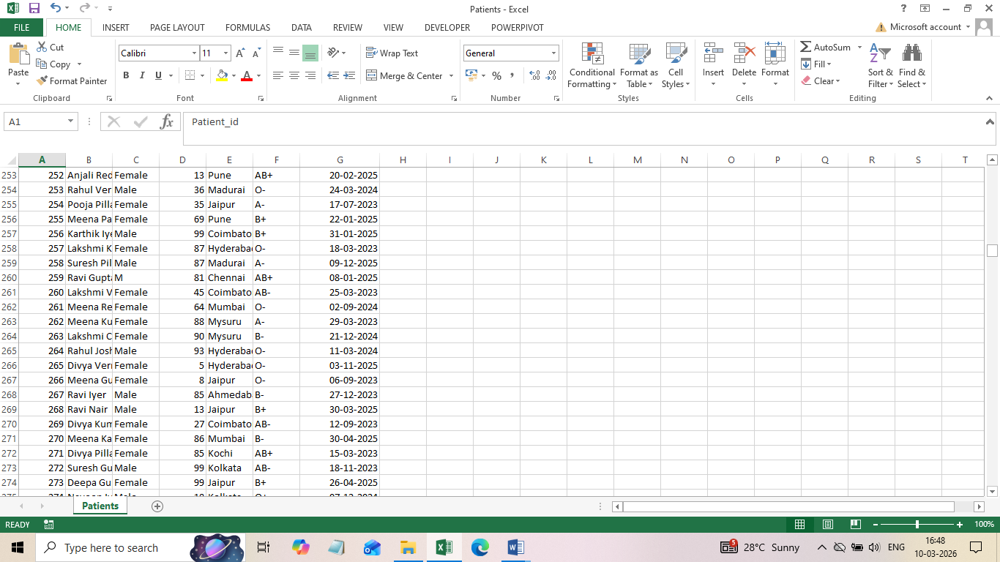 Patients - Excel
FILE HOME INSERT PAGE LAYOUT FORMULAS DATA REVIEW VIEW DEVELOPER POWERPIVOT Microsoft account
Paste Cut Copy Format Painter Clipboard
Calibri 11 B I U A Font
Wrap Text Merge & Center Alignment
General % , Number
Conditional Formatting Format as Table Cell Styles Styles
Insert Delete Format Cells
AutoSum Fill Clear Sort & Filter Find & Select Editing
A1 fx Patient_id
A B C D E F G H I J K L M N O P Q R S T
253 252 Anjali Red Female 13 Pune AB+ 20-02-2025
254 253 Rahul Ver Male 36 Madurai O- 24-03-2024
255 254 Pooja Pilla Female 35 Jaipur A- 17-07-2023
256 255 Meena Pa Female 69 Pune B+ 22-01-2025
257 256 Karthik Iye Male 99 Coimbato B+ 31-01-2025
258 257 Lakshmi K Female 87 Hyderabad O- 18-03-2023
259 258 Suresh Pil Male 87 Madurai A- 09-12-2025
260 259 Ravi Gupta M 81 Chennai AB+ 08-01-2025
261 260 Lakshmi V Female 45 Coimbato AB- 25-03-2023
262 261 Meena Re Female 64 Mumbai O- 02-09-2024
263 262 Meena Ku Female 88 Mysuru A- 29-03-2023
264 263 Lakshmi C Female 90 Mysuru B- 21-12-2024
265 264 Rahul Josh Male 93 Hyderabad O- 11-03-2024
266 265 Divya Ver Female 5 Hyderabad O- 03-11-2025
267 266 Meena Gu Female 8 Jaipur O- 06-09-2023
268 267 Ravi Iyer Male 85 Ahmedab B- 27-12-2023
269 268 Ravi Nair Male 13 Jaipur B+ 30-03-2025
270 269 Divya Kum Female 27 Coimbato AB- 12-09-2023
271 270 Meena Ka Female 86 Mumbai B- 30-04-2025
272 271 Divya Pilla Female 85 Kochi AB+ 15-03-2023
273 272 Suresh Gu Male 99 Kolkata AB- 18-11-2023
274 273 Deepa Gu Female 99 Jaipur B+ 26-04-2025
Patients
READY 100%
Type here to search 5 28°C Sunny ENG 16:48
10-03-2026